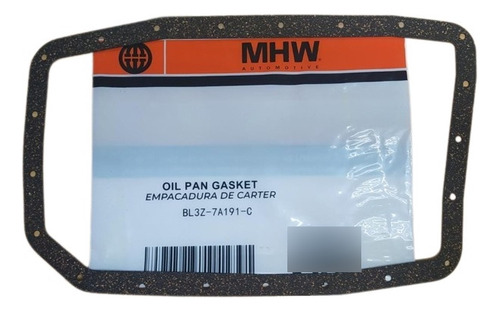 MHW
AUTOMOTIVE
OIL PAN GASKET
EMPACADURA DE CARTER
BL3Z-7A191-C